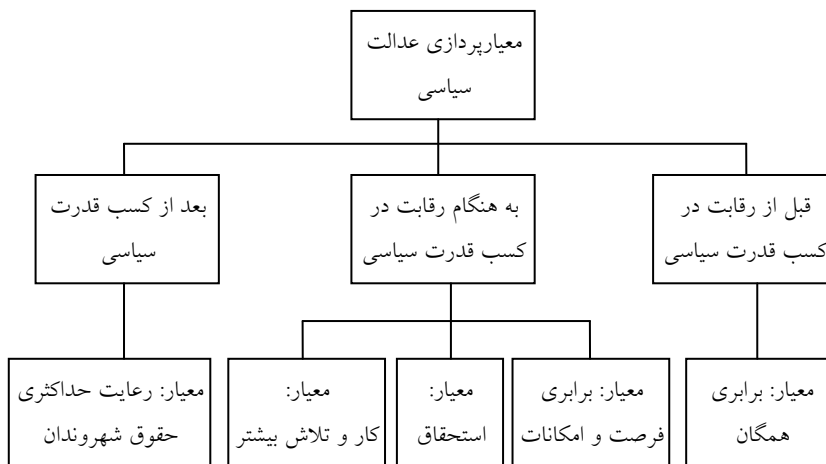 معیارپردازی عدالت
سیاسی
قبل از رقابت در
کسب قدرت سیاسی
به هنگام رقابت در
کسب قدرت سیاسی
بعد از کسب قدرت
سیاسی
معیار: برابری
همگان
معیار: برابری
فرصت و امکانات
معیار:
استحقاق
معیار:
کار و تلاش بیشتر
معیار: رعایت حداکثری
حقوق شهروندان